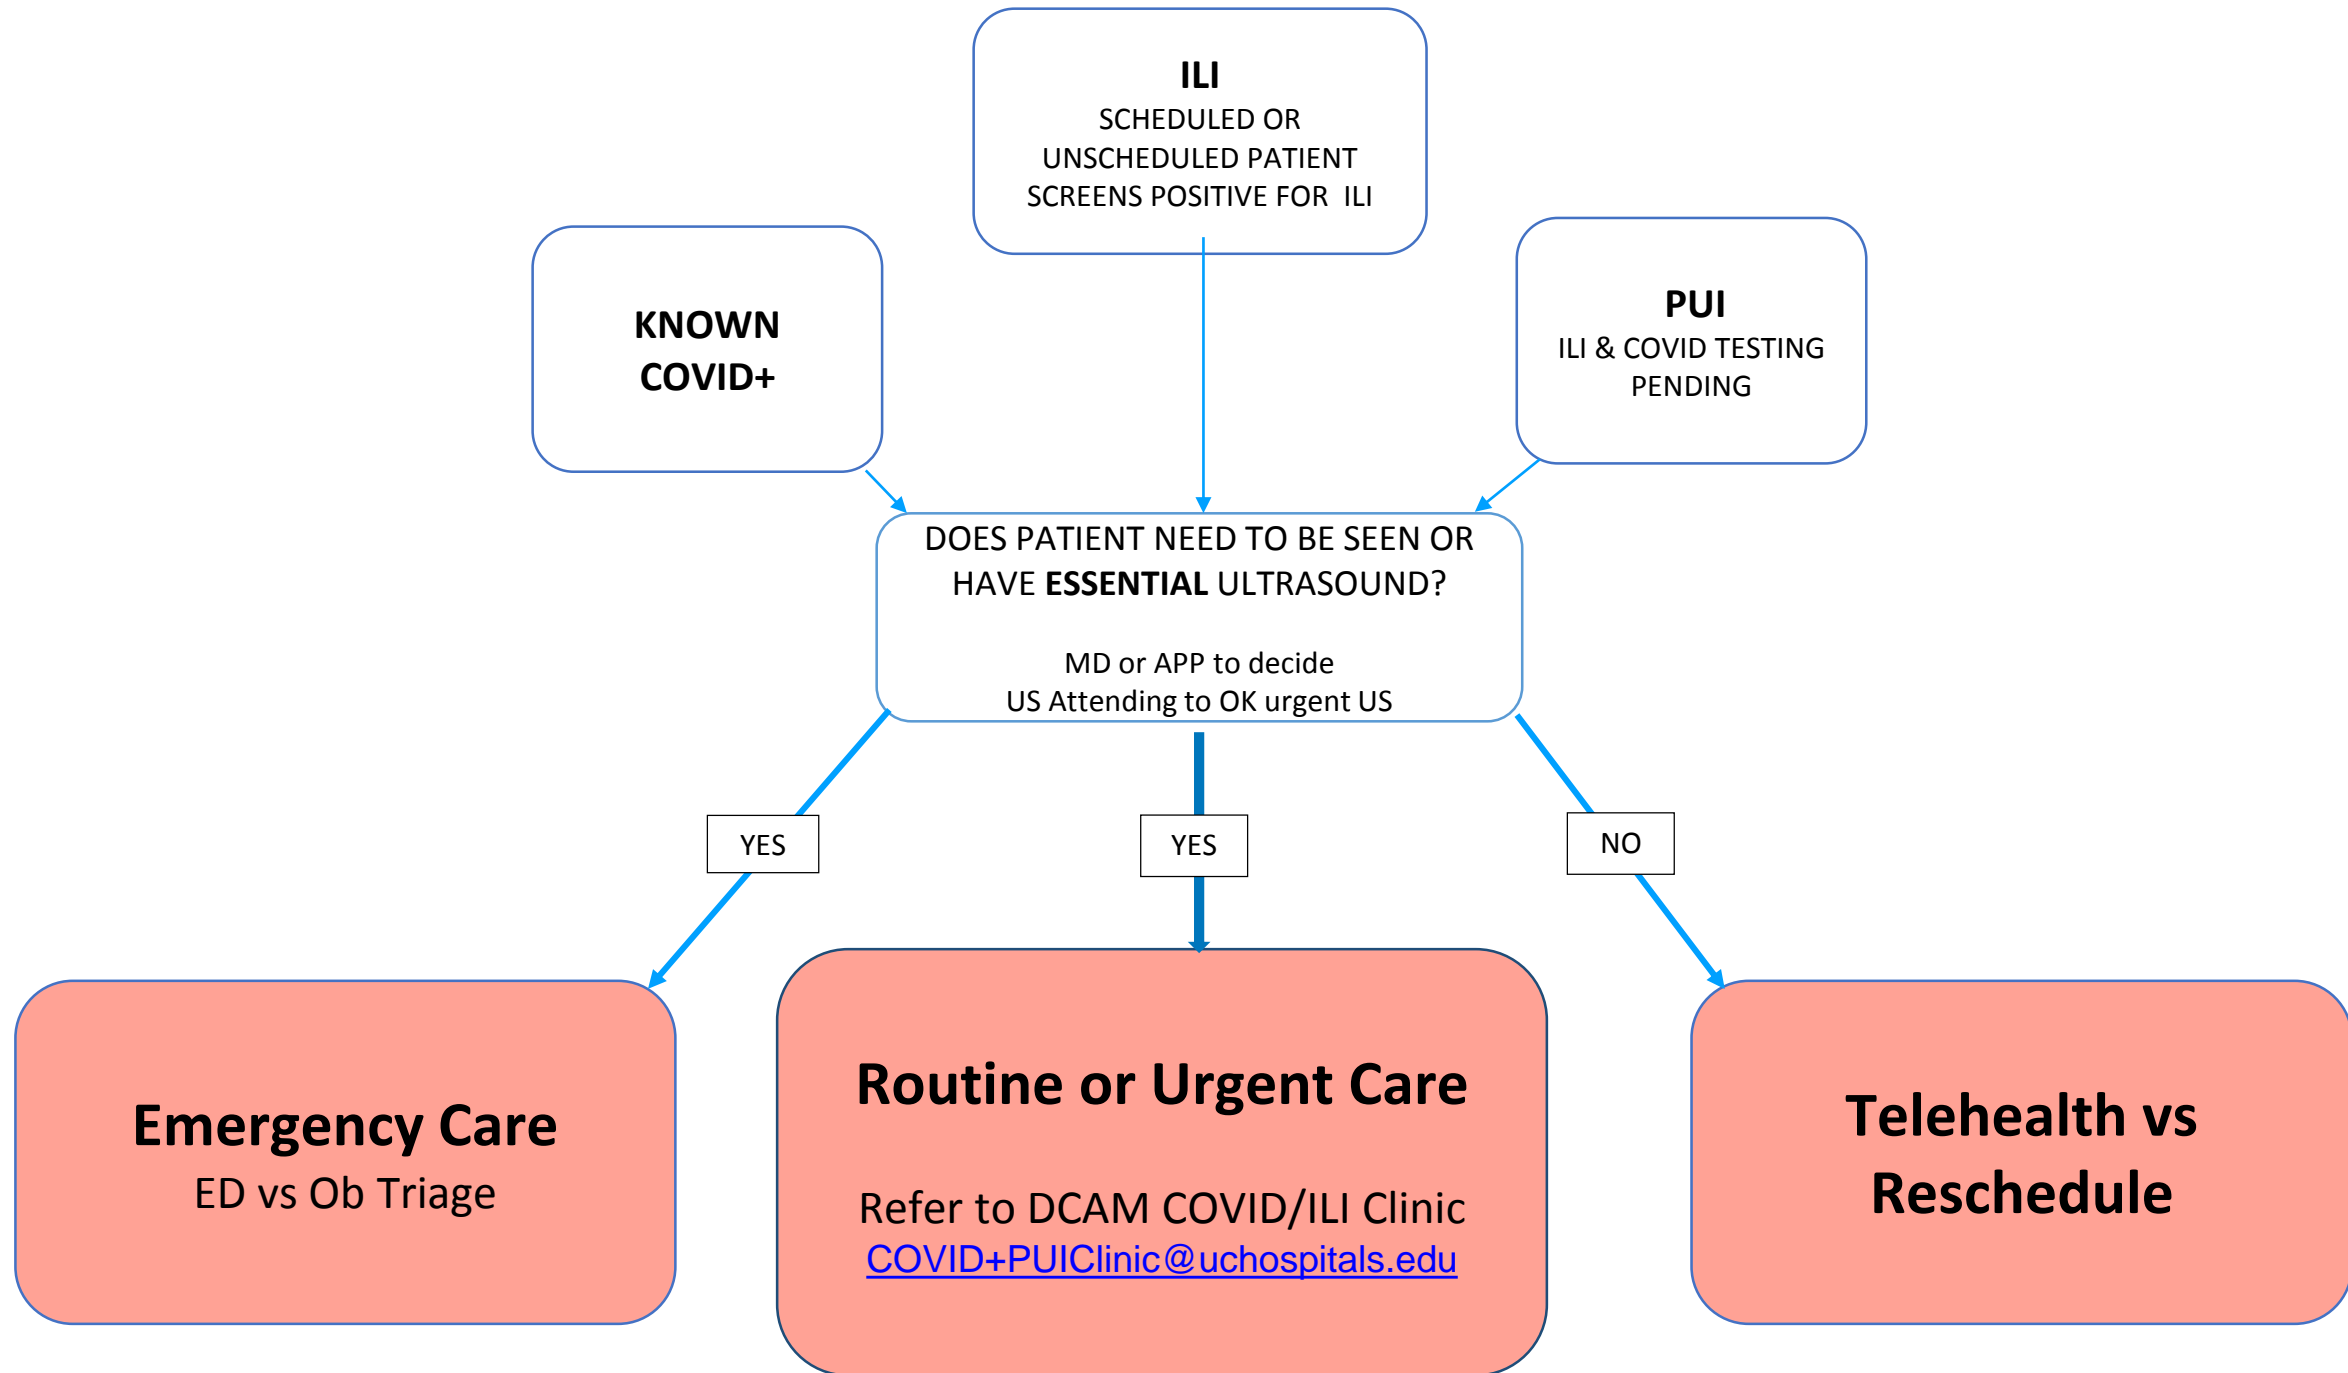 ILI
SCHEDULED OR
UNSCHEDULED PATIENT
SCREENS POSITIVE FOR ILI
KNOWN
COVID+
PUI
ILI & COVID TESTING
PENDING
DOES PATIENT NEED TO BE SEEN OR
HAVE ESSENTIAL ULTRASOUND?
MD or APP to decide
US Attending to OK urgent US
YES
YES
NO
Emergency Care
ED vs Ob Triage
Routine or Urgent Care
Refer to DCAM COVID/ILI Clinic
COVID+PUIClinic@uchospitals.edu
Telehealth vs
Reschedule